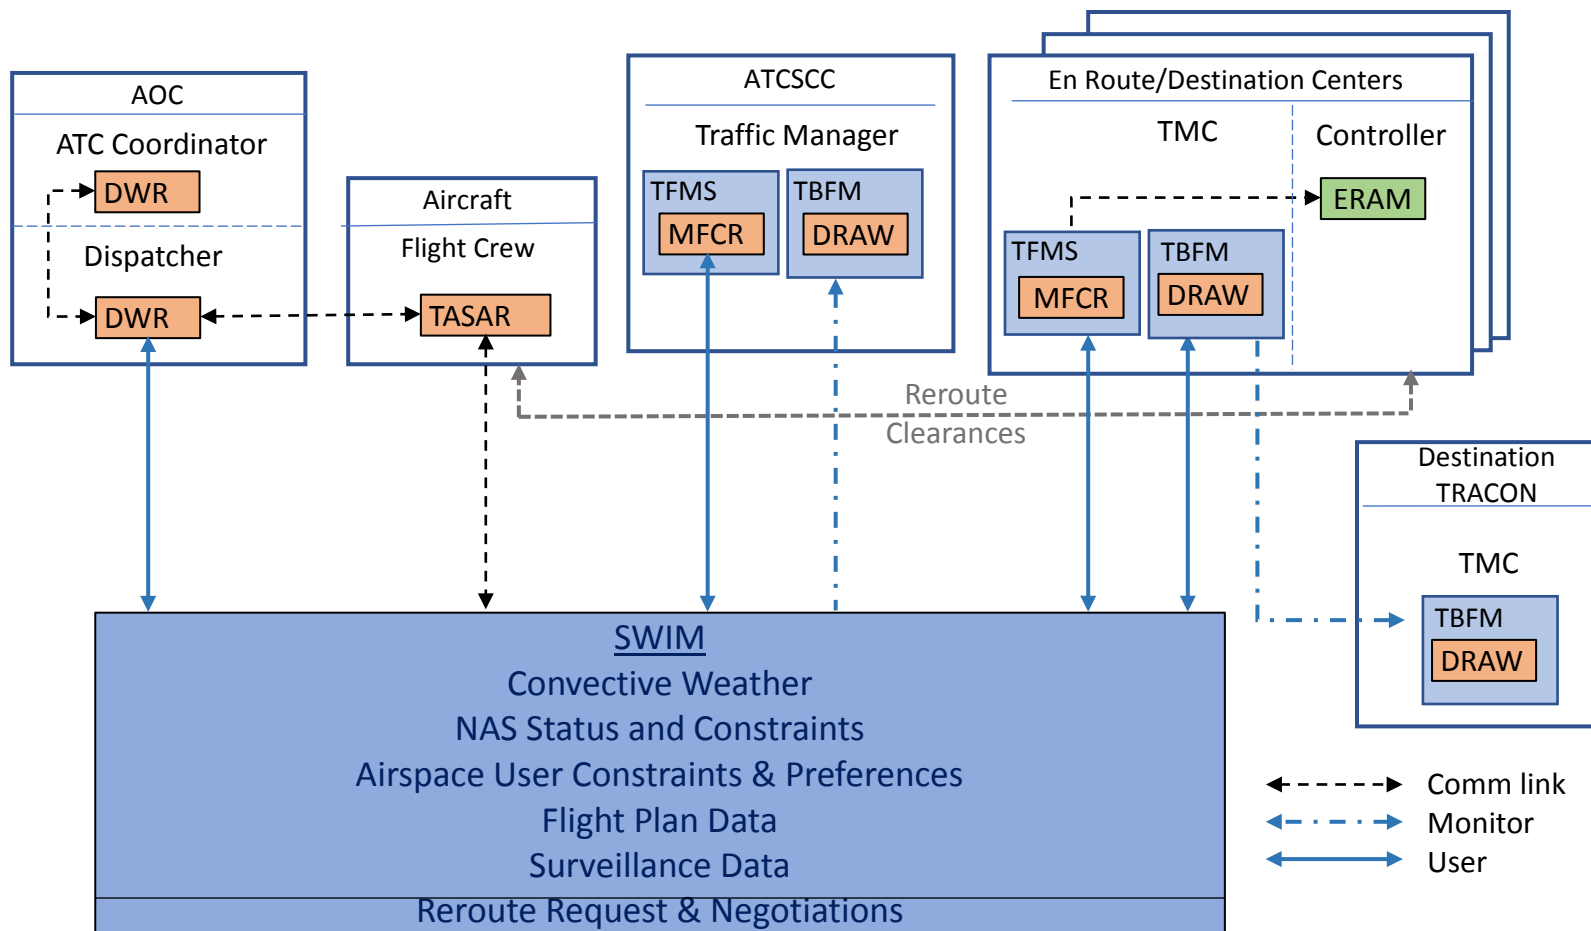 AOC
ATC Coordinator
DWR
Dispatcher
DWR
Aircraft
Flight Crew
TASAR
ATCSCC
Traffic Manager
TFMS
MFCR
TBFM
DRAW
En Route/Destination Centers
TMC
Controller
ERAM
TFMS
MFCR
TBFM
DRAW
Reroute
Clearances
Destination
TRACON
TMC
TBFM
DRAW
SWIM
Convective Weather
NAS Status and Constraints
Airspace User Constraints & Preferences
Flight Plan Data
Surveillance Data
Reroute Request & Negotiations
Comm link
Monitor
User